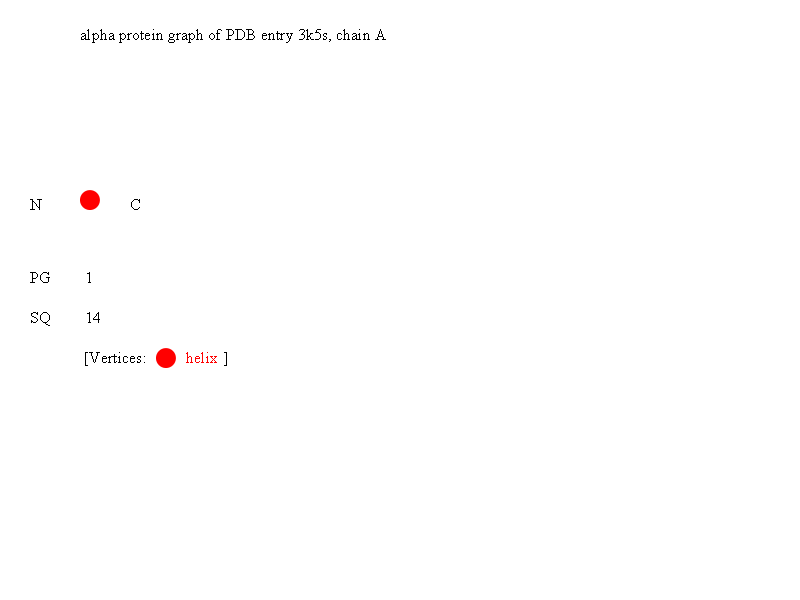 alpha protein graph of PDB entry 3k5s, chain A
N C
PG 1
SQ 14
[Vertices: helix ]